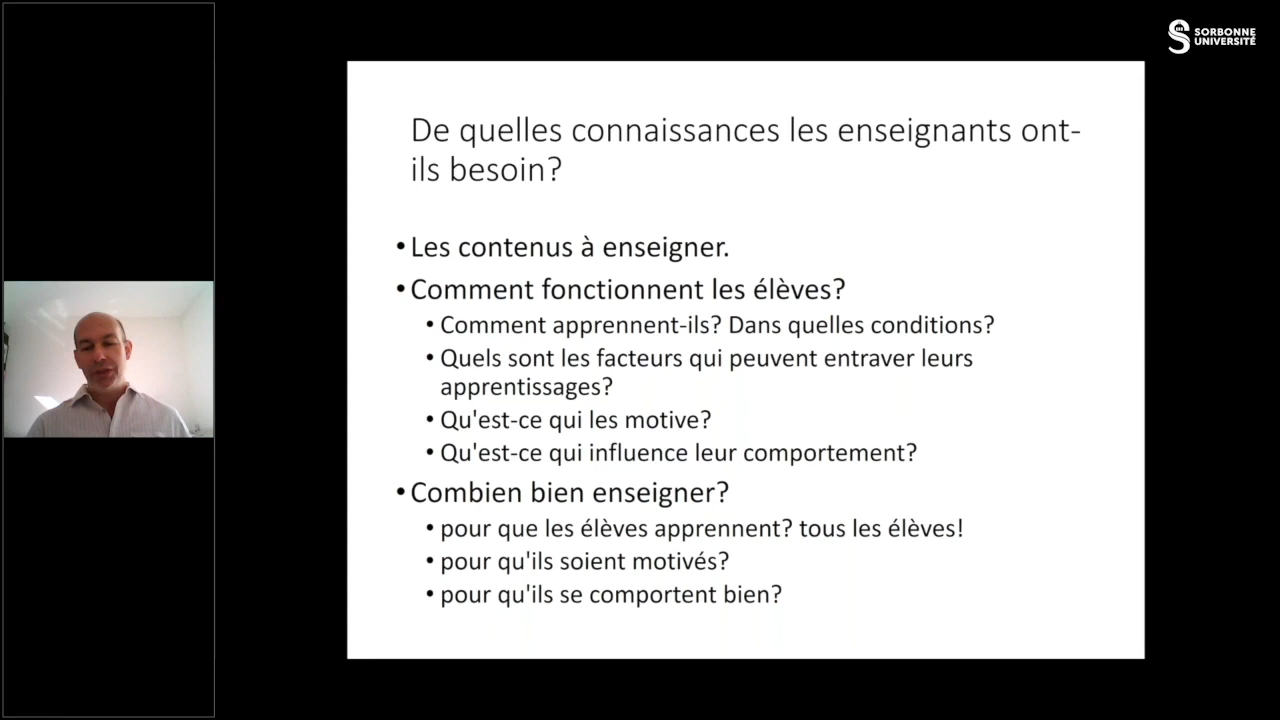 SORBONNE
UNIVERSITÉ
De quelles connaissances les enseignants ont-
ils besoin?
• Les contenus à enseigner.
• Comment fonctionnent les élèves?
• Comment apprennent-ils? Dans quelles conditions?
• Quels sont les facteurs qui peuvent entraver leurs
apprentissages?
• Qu'est-ce qui les motive?
• Qu'est-ce qui influence leur comportement?
• Combien bien enseigner?
• pour que les élèves apprennent? tous les élèves!
• pour qu'ils soient motivés?
• pour qu'ils se comportent bien?